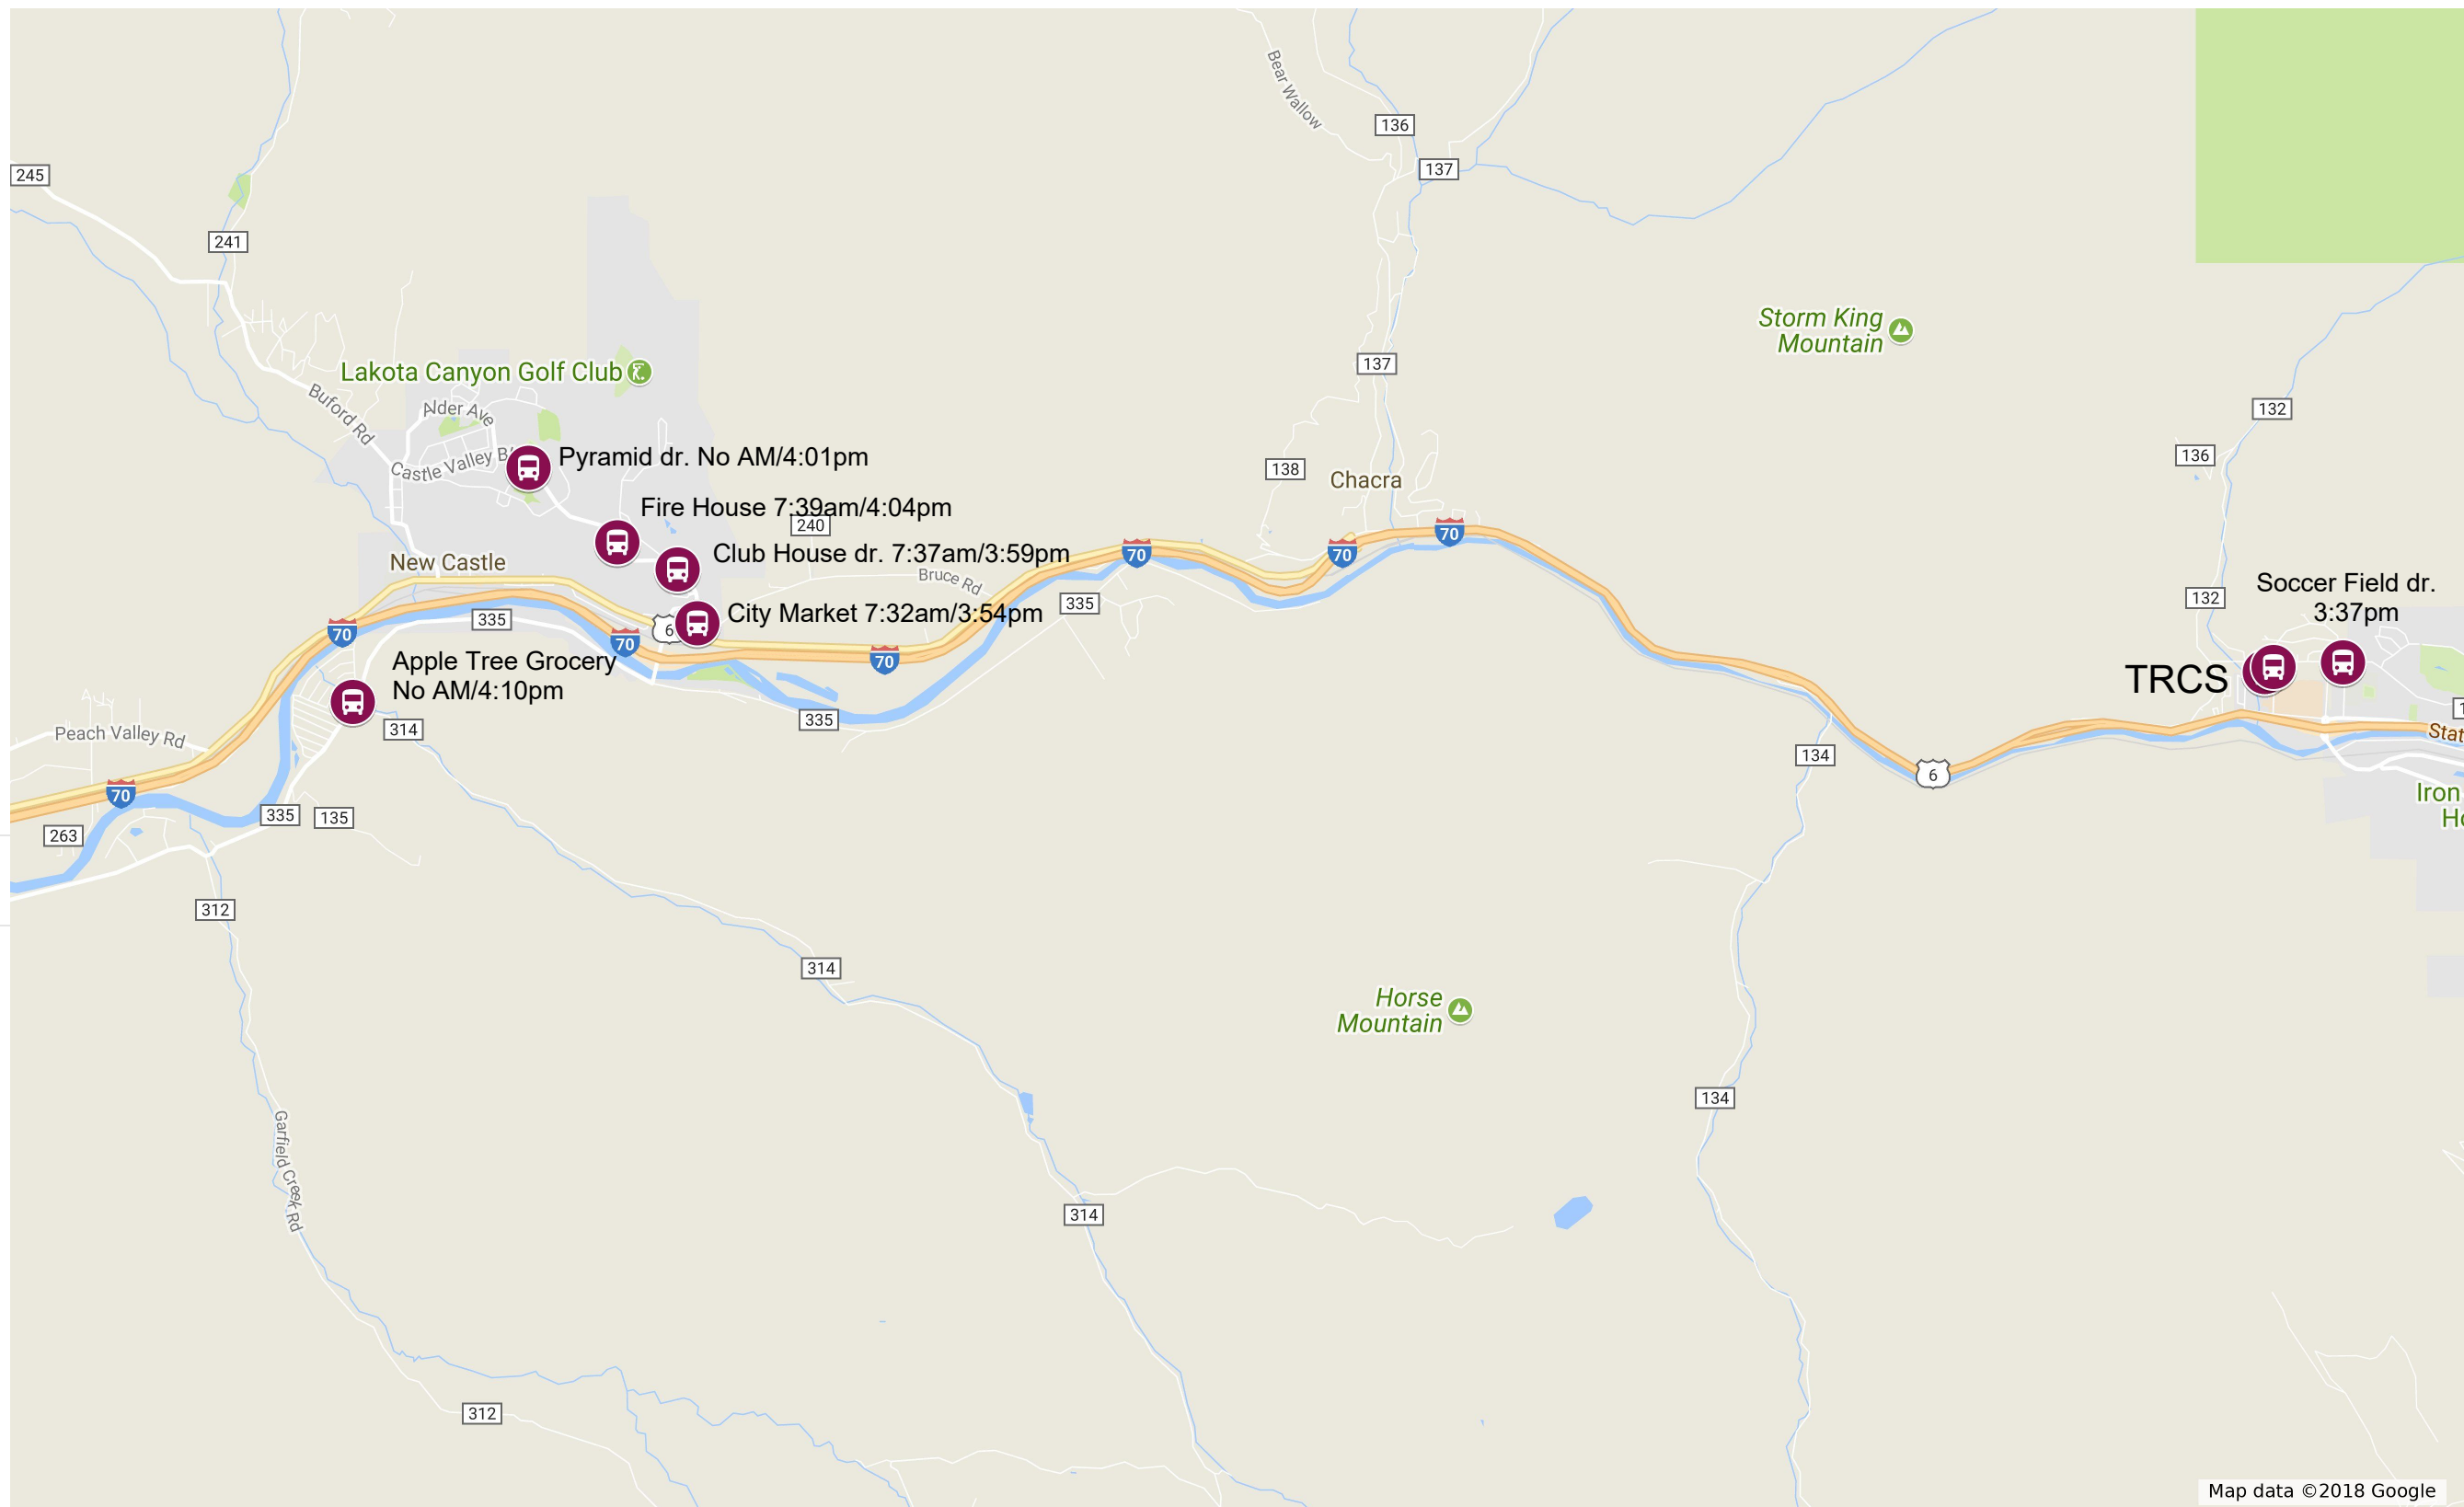 Bear Wallow
136
137
245
241
Storm King
Mountain
137
Lakota Canyon Golf Club
Buford Rd
Alder Ave
132
Castle Valley
Pyramid dr. No AM/4:01pm
136
138
Chacra
Fire House 7:39am/4:04pm
240
70
Club House dr. 7:37am/3:59pm
70
70
New Castle
Bruce Rd
Soccer Field dr.
3:37pm
335
132
335
City Market 7:32am/3:54pm
6
70
70
70
Apple Tree Grocery
No AM/4:10pm
TRCS
335
314
Peach Valley Rd
134
6
70
335
135
263
Iron
312
314
Horse
Mountain
134
Garfield Creek Rd
314
312
Map data ©2018 Google